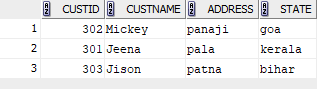 CUSTID CUSTNAME ADDRESS STATE
1 302 Mickey panaji goa
2 301 Jeena pala kerala
3 303 Jison patna bihar